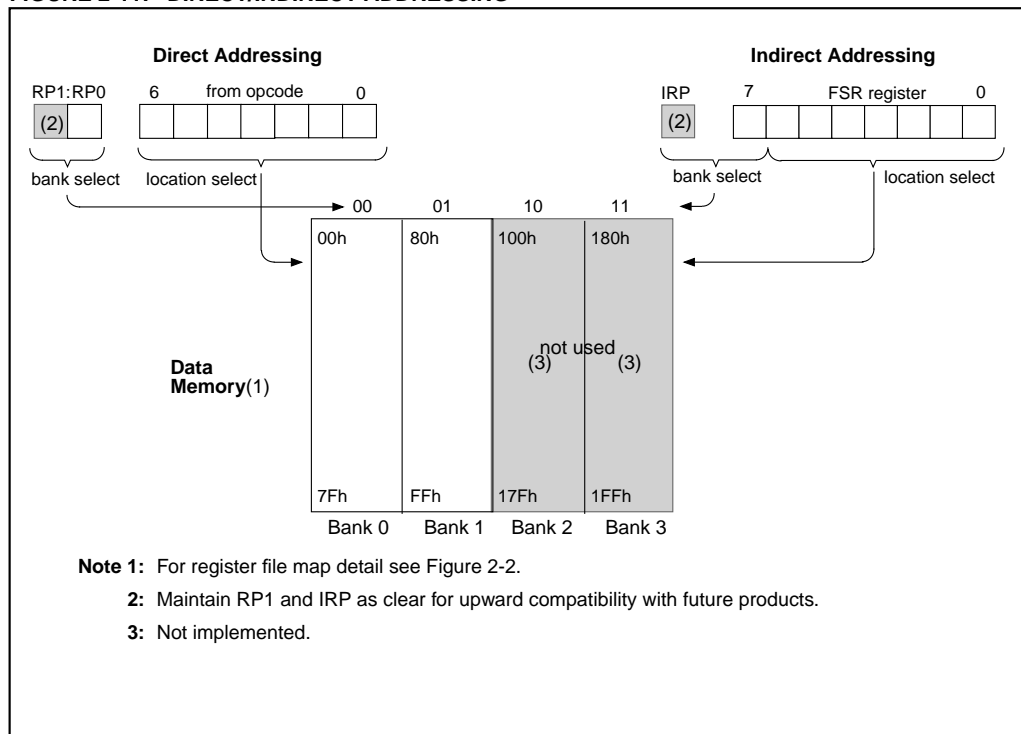 Direct Addressing
Indirect Addressing
RP1:RP0 6 from opcode 0
IRP 7 FSR register 0
(2)
(2)
bank select location select
bank select location select
00 01 10 11
00h 80h 100h 180h
not used
(3) (3)
Data
Memory(1)
7Fh FFh 17Fh 1FFh
Bank 0 Bank 1 Bank 2 Bank 3
Note 1: For register file map detail see Figure 2-2.
2: Maintain RP1 and IRP as clear for upward compatibility with future products.
3: Not implemented.